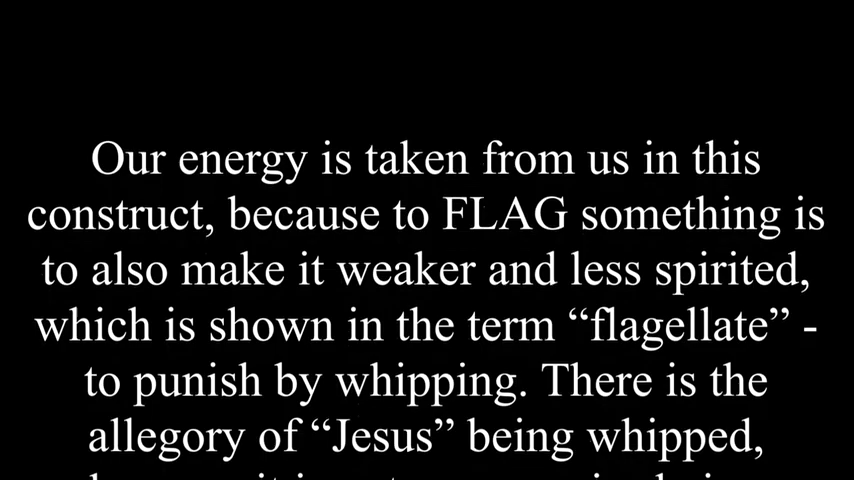 Our energy is taken from us in this
construct, because to FLAG something is
to also make it weaker and less spirited,
which is shown in the term “flagellate” -
to punish by whipping. There is the
allegory of “Jesus” being whipped,